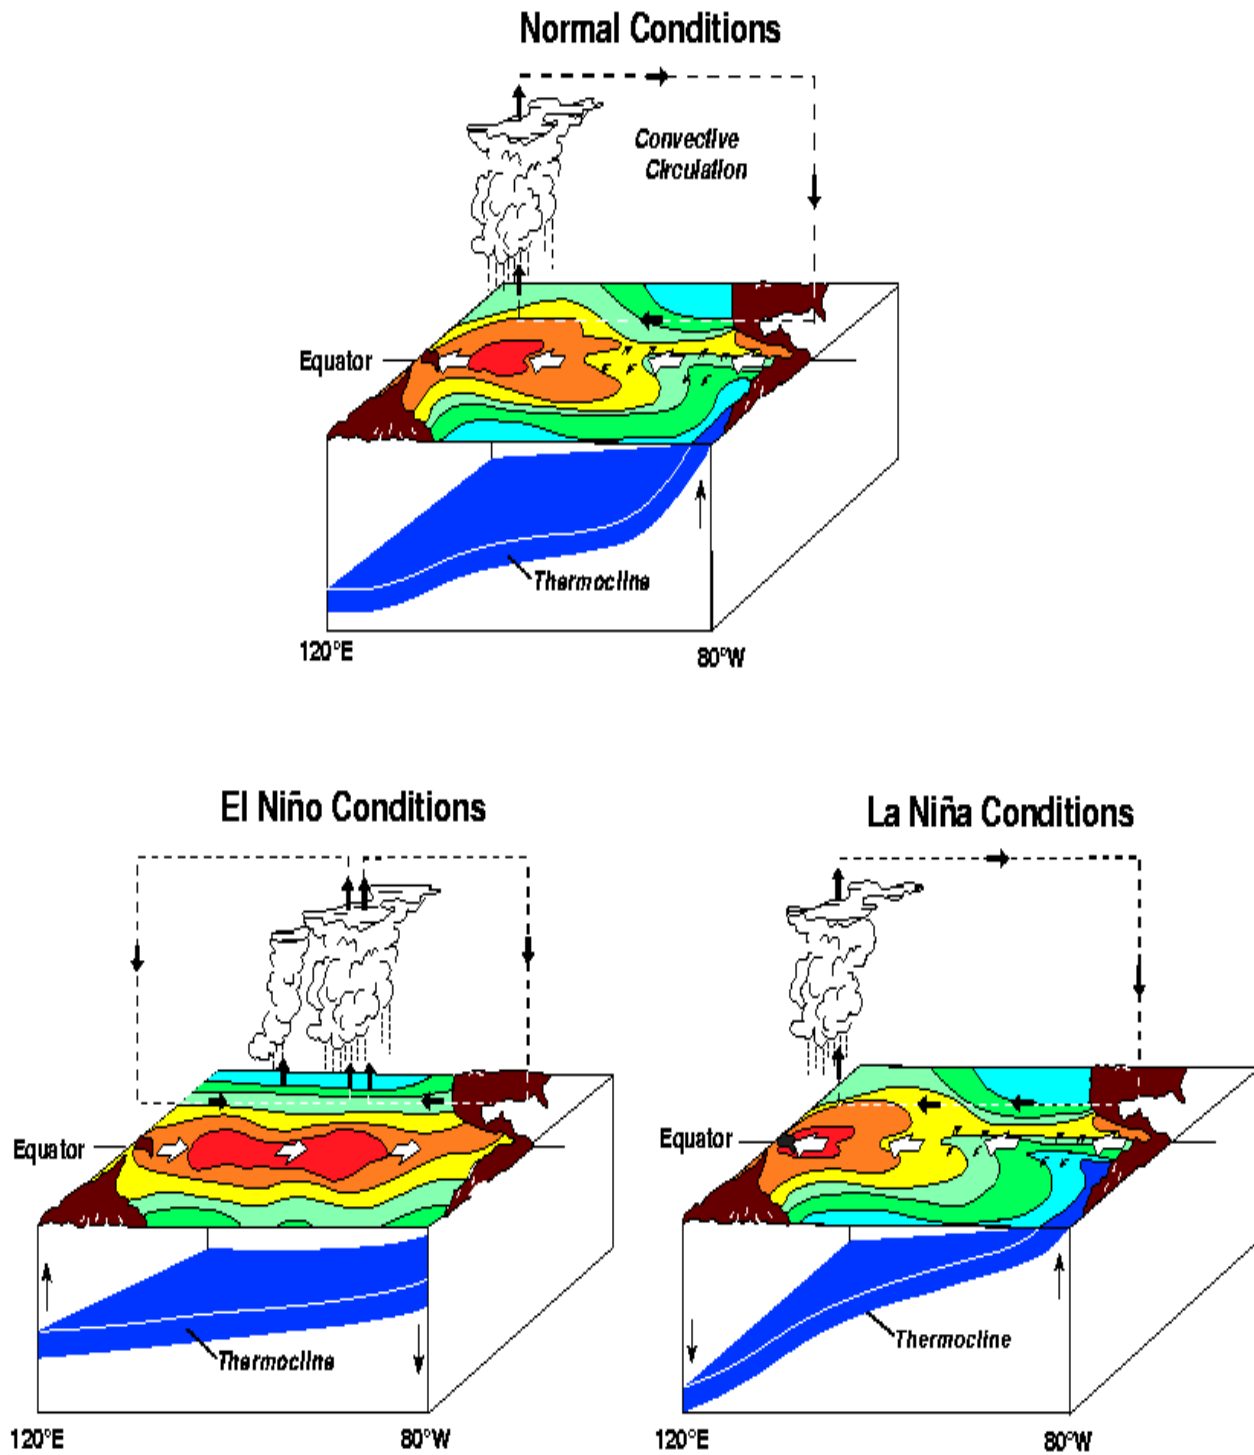 Normal Conditions
Convective
Circulation
Equator
Thermocline
120°E
80°W
El Niño Conditions
Equator
Thermocline
120°E
80°W
La Niña Conditions
Equator
Thermocline
120°E
80°W